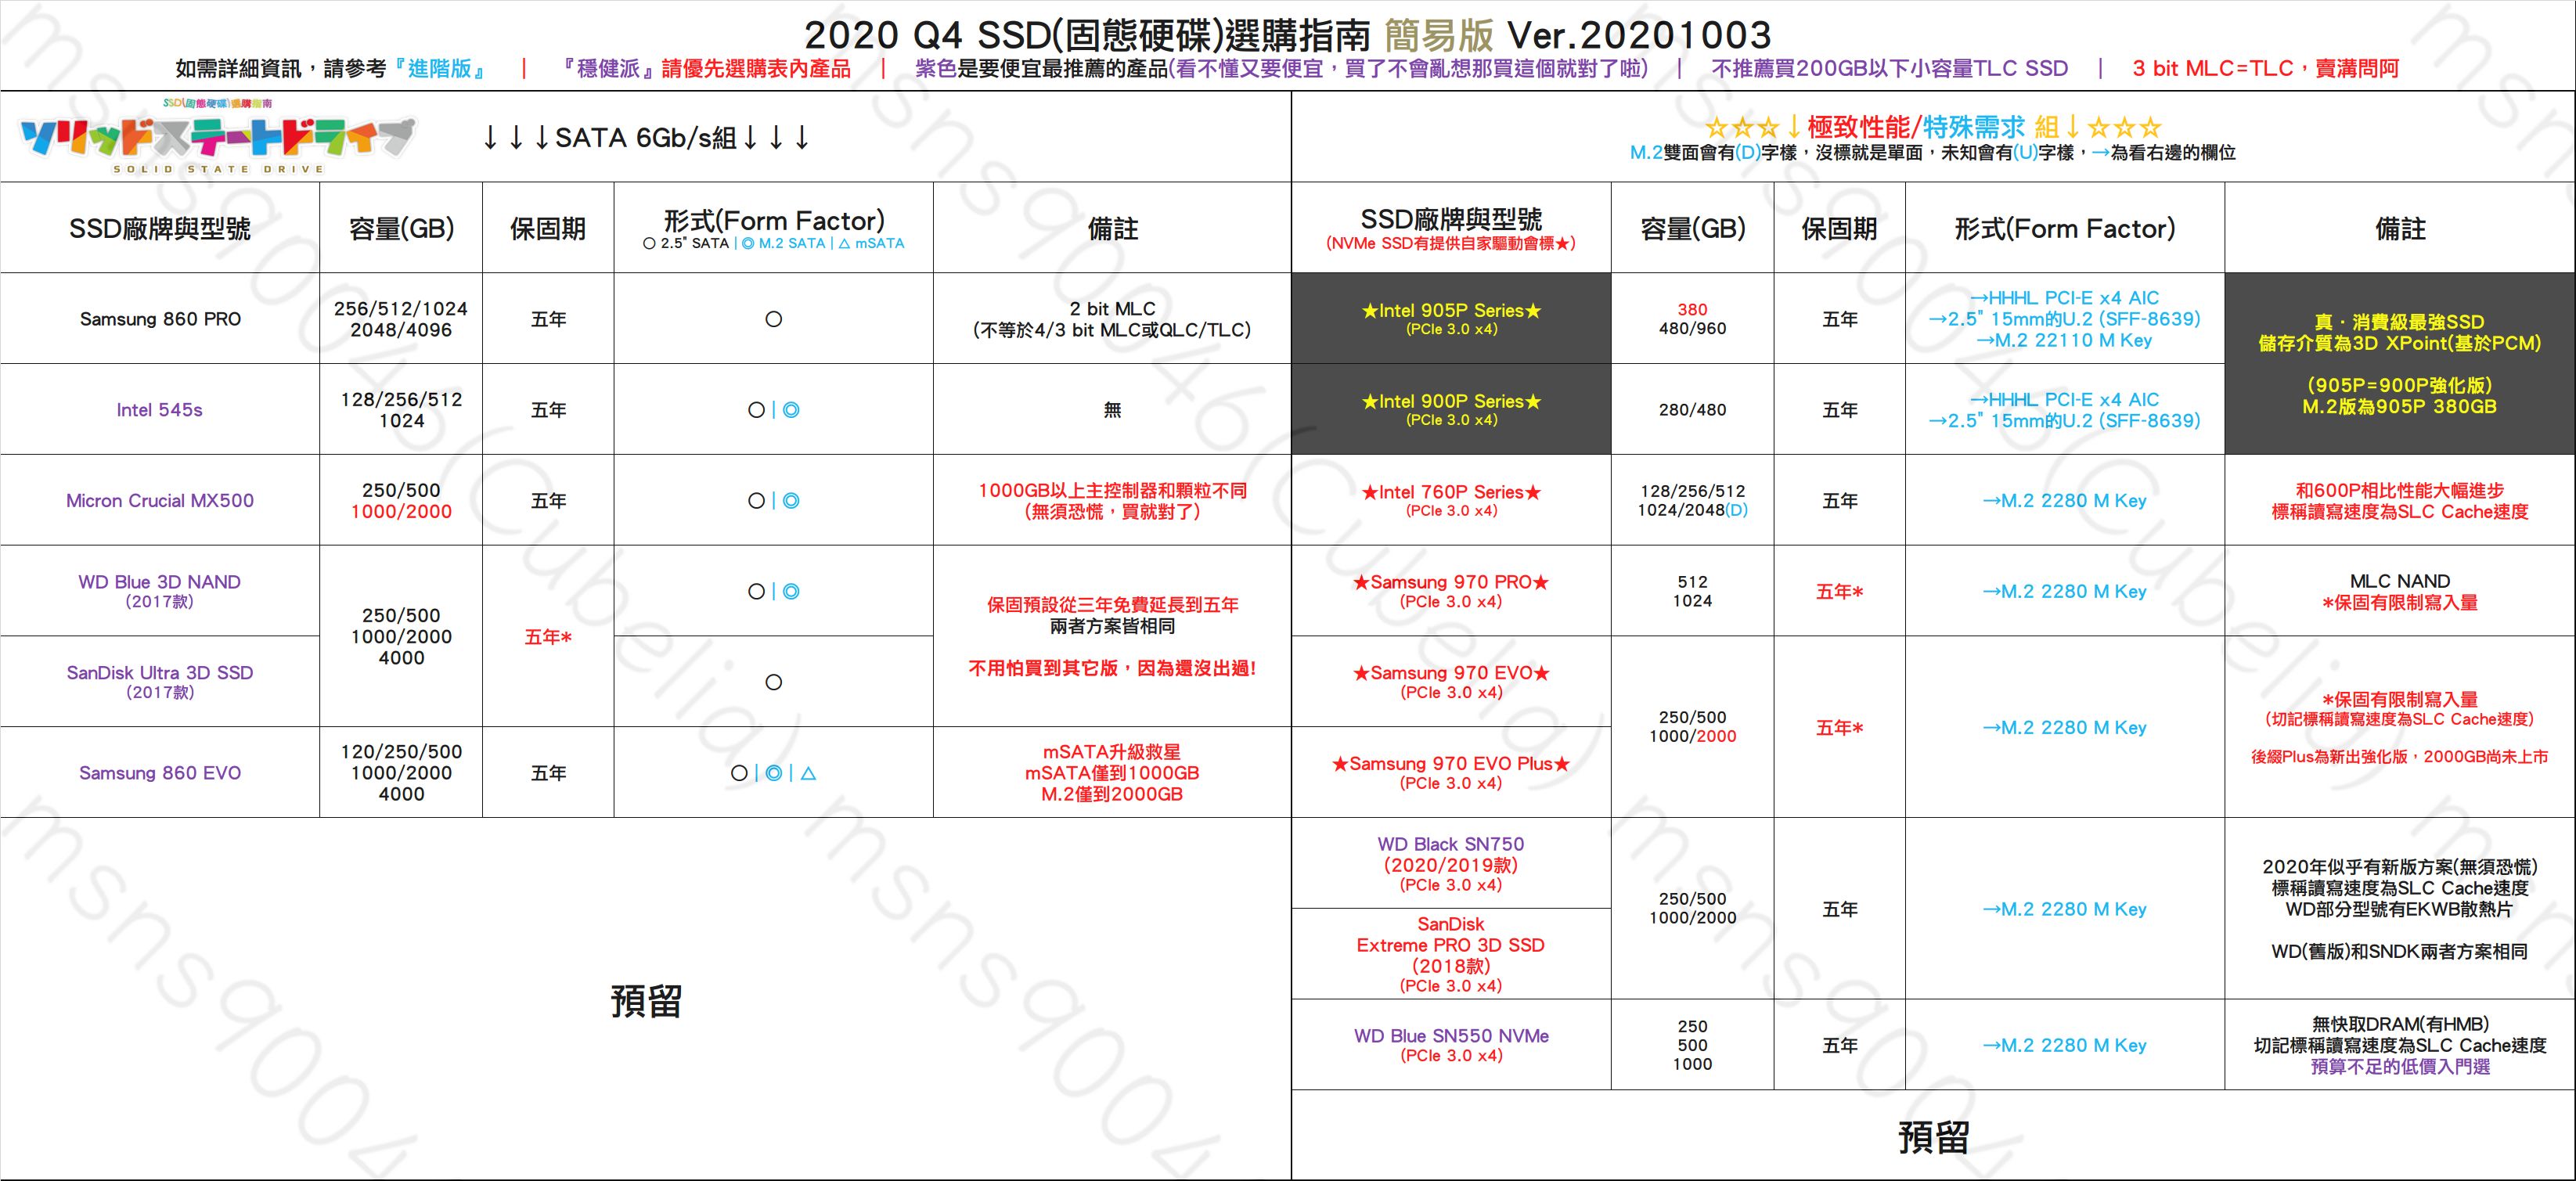 2020 Q4 SSD(固態硬碟)選購指南 簡易版 Ver.20201003
如需詳細資訊，請參考『進階版』 | 『穩健派』請優先選購表內產品 | 紫色是要便宜最推薦的產品(看不懂又要便宜，買了不會亂想那買這個就對了啦) | 不推薦買200GB以下小容量TLC SSD | 3 bit MLC=TLC，賣溝問阿
SSD(固態硬碟)選購指南
ソリッドステートドライブ
SOLID STATE DRIVE
↓↓↓SATA 6Gb/s組↓↓↓
☆☆☆↓極致性能/特殊需求 組↓☆☆☆
M.2雙面會有(D)字樣，沒標就是單面，未知會有(U)字樣，→為看右邊的欄位
SSD廠牌與型號
容量(GB)
保固期
形式(Form Factor)
○ 2.5" SATA | ◎ M.2 SATA | △ mSATA
備註
Samsung 860 PRO
256/512/1024
2048/4096
五年
○
2 bit MLC
(不等於4/3 bit MLC或QLC/TLC)
Intel 545s
128/256/512
1024
五年
○ | ◎
無
Micron Crucial MX500
250/500
1000/2000
五年
○ | ◎
1000GB以上主控制器和顆粒不同
(無須恐慌，買就對了)
WD Blue 3D NAND
(2017款)
250/500
1000/2000
4000
五年*
○ | ◎
保固預設從三年免費延長到五年
兩者方案皆相同
不用怕買到其它版，因為還沒出過!
SanDisk Ultra 3D SSD
(2017款)
○
Samsung 860 EVO
120/250/500
1000/2000
4000
五年
○ | ◎ | △
mSATA升級救星
mSATA僅到1000GB
M.2僅到2000GB
預留
SSD廠牌與型號
(NVMe SSD有提供自家驅動會標★)
容量(GB)
保固期
形式(Form Factor)
備註
★Intel 905P Series★
(PCIe 3.0 x4)
380
480/960
五年
→HHHL PCI-E x4 AIC
→2.5" 15mm的U.2 (SFF-8639)
→M.2 22110 M Key
真．消費級最強SSD
儲存介質為3D XPoint(基於PCM)
(905P=900P強化版)
M.2版為905P 380GB
★Intel 900P Series★
(PCIe 3.0 x4)
280/480
五年
→HHHL PCI-E x4 AIC
→2.5" 15mm的U.2 (SFF-8639)
★Intel 760P Series★
(PCIe 3.0 x4)
128/256/512
1024/2048(D)
五年
→M.2 2280 M Key
和600P相比性能大幅進步
標稱讀寫速度為SLC Cache速度
★Samsung 970 PRO★
(PCIe 3.0 x4)
512
1024
五年*
→M.2 2280 M Key
MLC NAND
*保固有限制寫入量
★Samsung 970 EVO★
(PCIe 3.0 x4)
250/500
1000/2000
五年*
→M.2 2280 M Key
*保固有限制寫入量
(切記標稱讀寫速度為SLC Cache速度)
後綴Plus為新出強化版，2000GB尚未上市
★Samsung 970 EVO Plus★
(PCIe 3.0 x4)
WD Black SN750
(2020/2019款)
(PCIe 3.0 x4)
250/500
1000/2000
五年
→M.2 2280 M Key
2020年似乎有新版方案(無須恐慌)
標稱讀寫速度為SLC Cache速度
WD部分型號有EKWB散熱片
WD(舊版)和SNDK兩者方案相同
SanDisk
Extreme PRO 3D SSD
(2018款)
(PCIe 3.0 x4)
WD Blue SN550 NVMe
(PCIe 3.0 x4)
250
500
1000
五年
→M.2 2280 M Key
無快取DRAM(有HMB)
切記標稱讀寫速度為SLC Cache速度
預算不足的低價入門選
預留
msnsq0046(Cubelia)